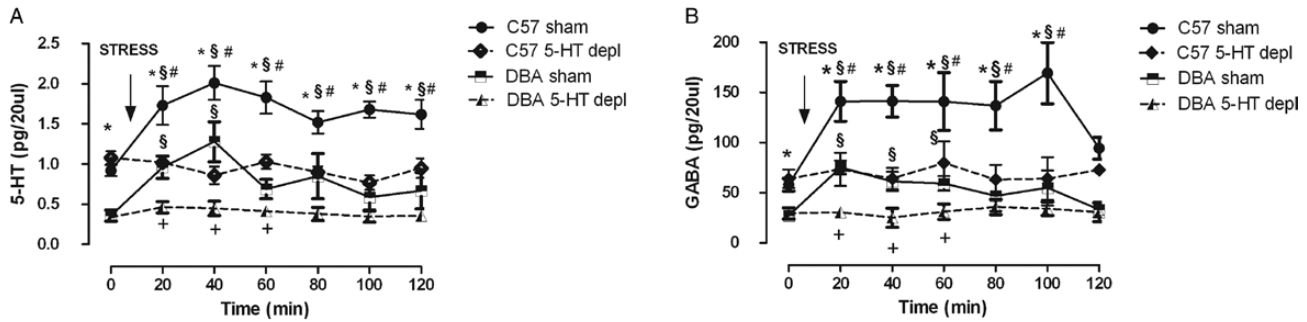 A
STRESS
5-HT (pg/20ul)
2.5
2.0
1.5
1.0
0.5
0.0
* * § # * § # * § # * § # * § # * § #
§ §
+ + +
0 20 40 60 80 100 120
Time (min)
C57 sham
C57 5-HT depl
DBA sham
DBA 5-HT depl
B
STRESS
GABA (pg/20ul)
200
150
100
50
0
* * § # * § # * § # * § # * § #
§ § §
+ + +
0 20 40 60 80 100 120
Time (min)
C57 sham
C57 5-HT depl
DBA sham
DBA 5-HT depl